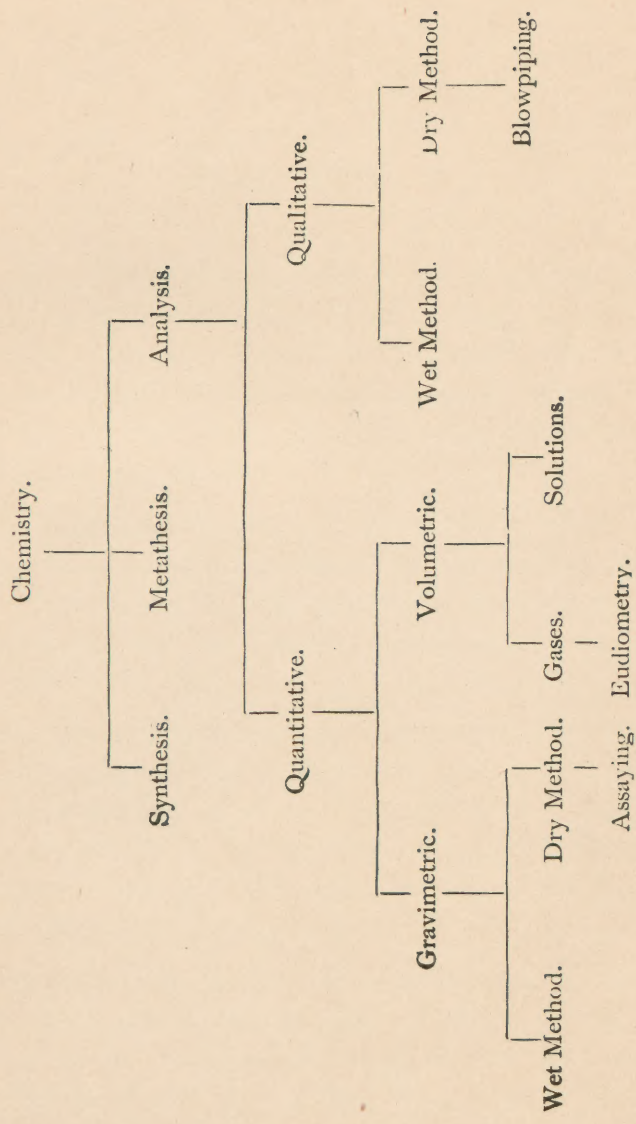 Chemistry.
Synthesis. Metathesis. Analysis.
Quantitative. Qualitative.
Gravimetric. Volumetric. Wet Method. Dry Method.
Wet Method. Dry Method. Gases. Solutions. Blowpiping.
Assaying. Eudiometry.